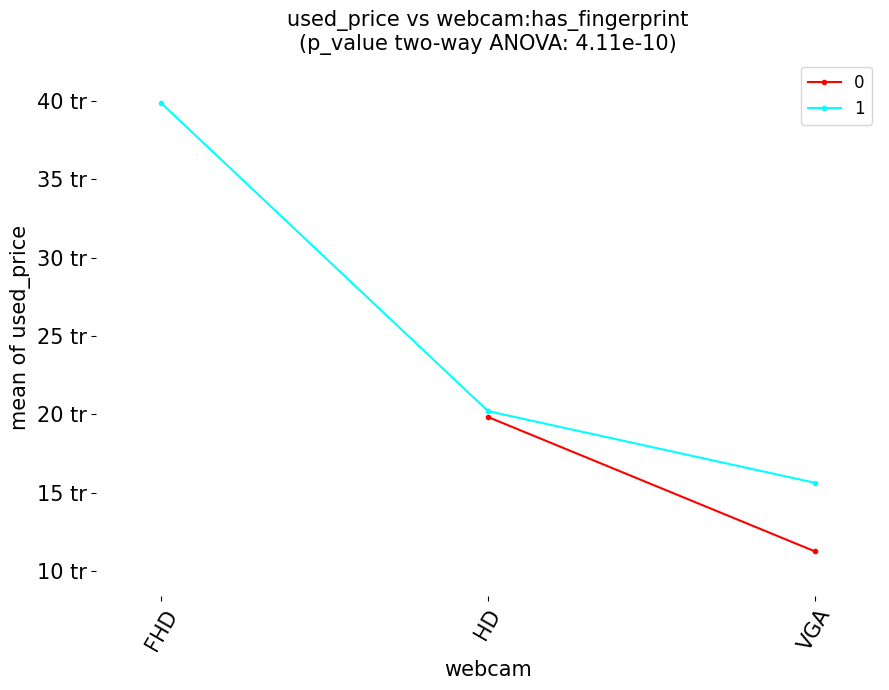 used_price vs webcam:has_fingerprint
(p_value two-way ANOVA: 4.11e-10)
0
1
40 tr
35 tr
30 tr
25 tr
20 tr
15 tr
10 tr
mean of used_price
FHD
HD
VGA
webcam